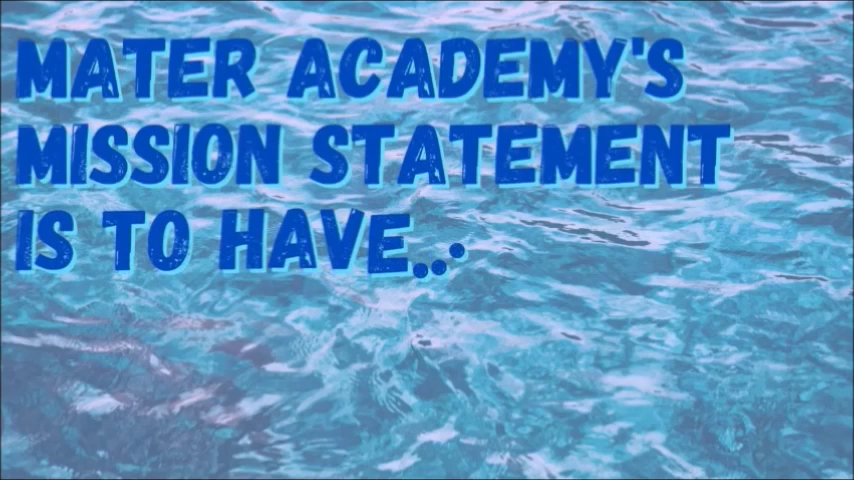 MATER ACADEMY'S
MISSION STATEMENT
IS TO HAVE...